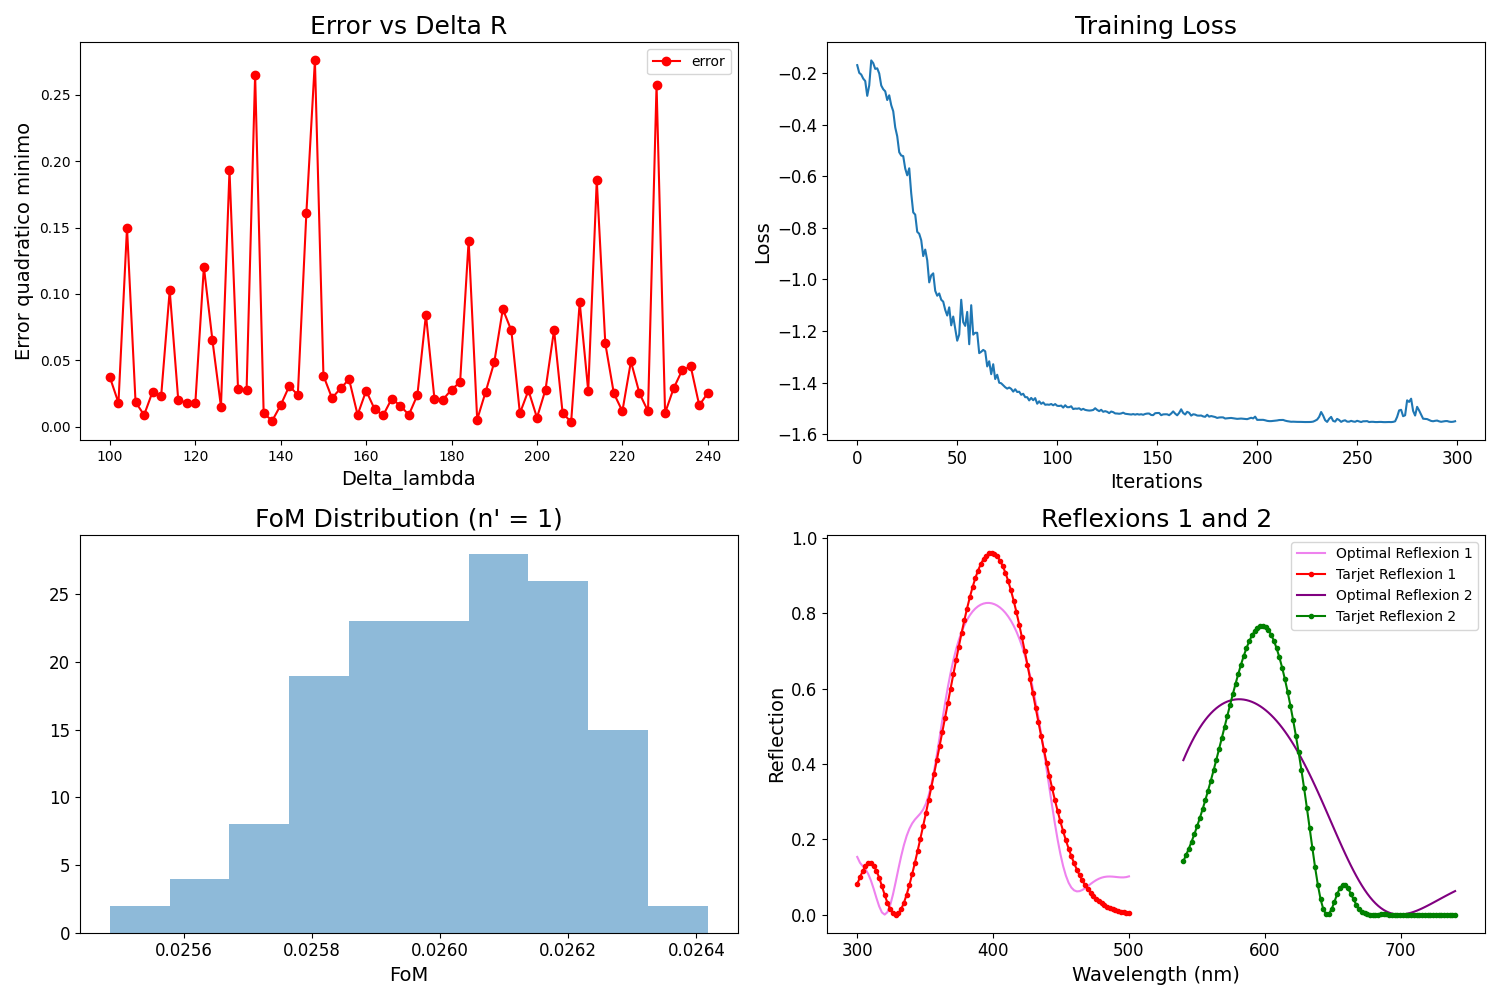 Error vs Delta R
error
Error quadratico minimo
0.25
0.20
0.15
0.10
0.05
0.00
100 120 140 160 180 200 220 240
Delta_lambda
Training Loss
Loss
−0.2
−0.4
−0.6
−0.8
−1.0
−1.2
−1.4
−1.6
0 50 100 150 200 250 300
Iterations
FoM Distribution (n' = 1)
25
20
15
10
5
0
0.0256 0.0258 0.0260 0.0262 0.0264
FoM
Reflexions 1 and 2
Optimal Reflexion 1
Tarjet Reflexion 1
Optimal Reflexion 2
Tarjet Reflexion 2
Reflection
1.0
0.8
0.6
0.4
0.2
0.0
300 400 500 600 700
Wavelength (nm)